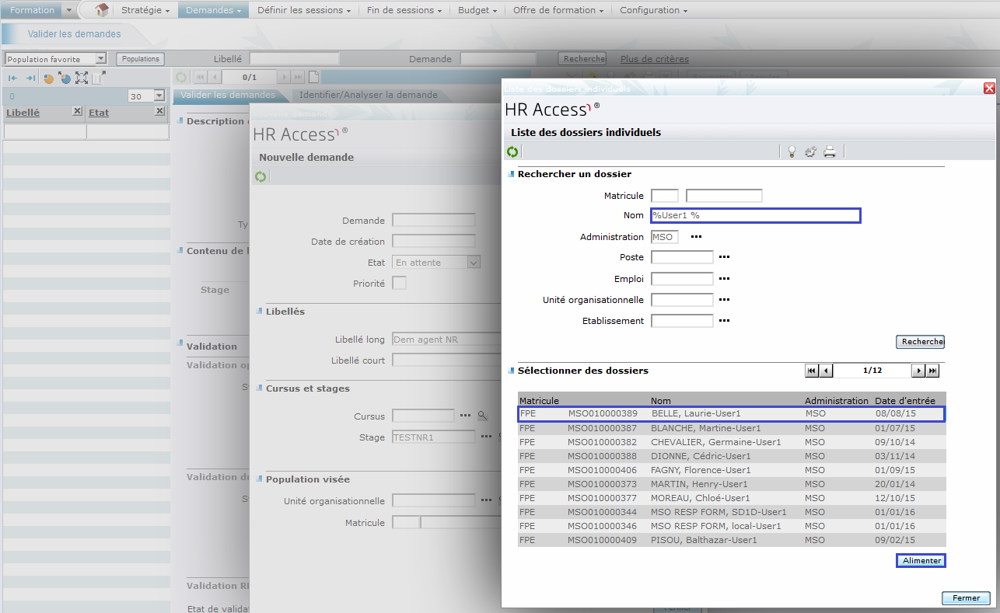 Formation Stratégie Demandes Définir les sessions Fin de sessions Budget Offre de formation Configuration
Valider les demandes
Population favorite Populations Libellé Demande Recherche Plus de critères
0/1
0 30
Libellé Etat
Valider les demandes Identifier/Analyser la demande
Description
Ty
Contenu de l
Stage
Validation
Validation op
S
Validation d
S
Validation R
Etat de valida
Nouvelle demande
HR Access®
Nouvelle demande
Demande
Date de création
Etat En attente
Priorité
Libellés
Libellé long Dem agent NR
Libellé court
Cursus et stages
Cursus
Stage TESTNR1
Population visée
Unité organisationnelle
Matricule
Fermer
Liste des dossiers individuels
HR Access®
Liste des dossiers individuels
Rechercher un dossier
Matricule
Nom %User1 %
Administration MSO
Poste
Emploi
Unité organisationnelle
Etablissement
Recherche
Sélectionner des dossiers 1/12
Matricule Nom Administration Date d'entrée
FPE MSO010000389 BELLE, Laurie-User1 MSO 08/08/15
FPE MSO010000387 BLANCHE, Martine-User1 MSO 01/07/15
FPE MSO010000382 CHEVALIER, Germaine-User1 MSO 09/10/14
FPE MSO010000388 DIONNE, Cédric-User1 MSO 03/11/14
FPE MSO010000406 FAGNY, Florence-User1 MSO 01/09/15
FPE MSO010000373 MARTIN, Henry-User1 MSO 20/01/14
FPE MSO010000377 MOREAU, Chloé-User1 MSO 12/10/15
FPE MSO010000344 MSO RESP FORM, SD1D-User1 MSO 01/01/16
FPE MSO010000346 MSO RESP FORM, local-User1 MSO 01/01/16
FPE MSO010000409 PISOU, Balthazar-User1 MSO 09/02/15
Alimenter
Fermer